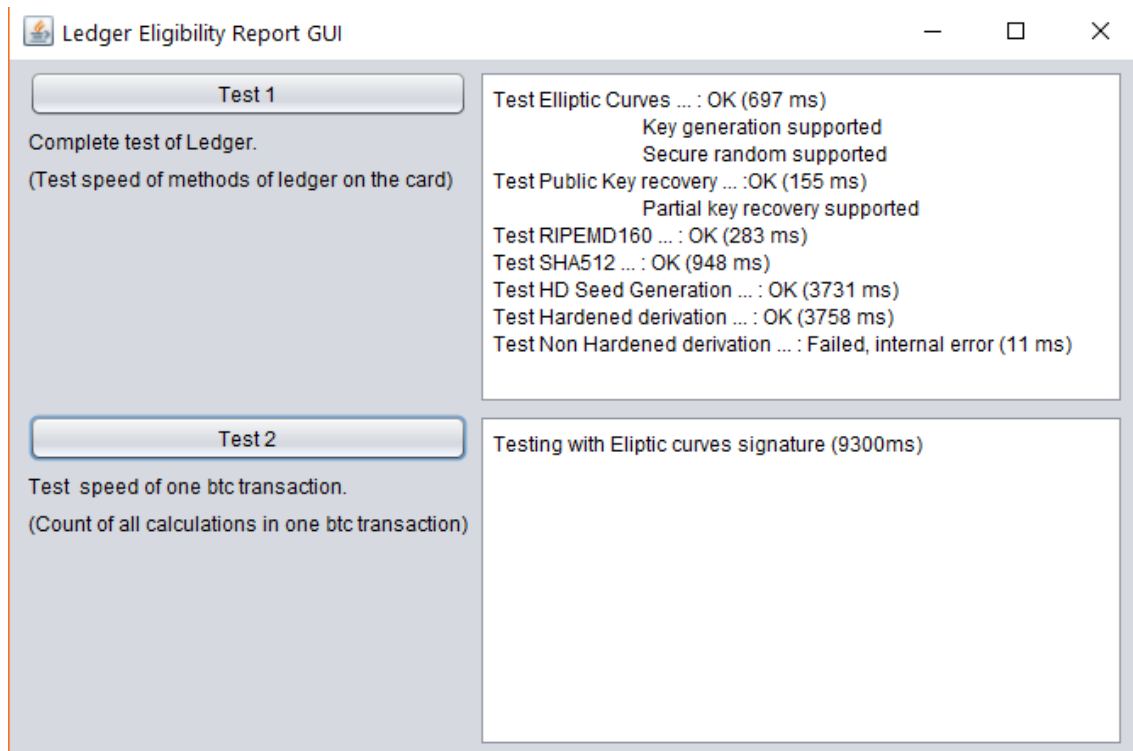 Ledger Eligibility Report GUI
Test 1
Complete test of Ledger.
(Test speed of methods of ledger on the card)
Test Elliptic Curves ... : OK (697 ms)
Key generation supported
Secure random supported
Test Public Key recovery ... :OK (155 ms)
Partial key recovery supported
Test RIPEMD160 ... : OK (283 ms)
Test SHA512 ... : OK (948 ms)
Test HD Seed Generation ... : OK (3731 ms)
Test Hardened derivation ... : OK (3758 ms)
Test Non Hardened derivation ... : Failed, internal error (11 ms)
Test 2
Test speed of one btc transaction.
(Count of all calculations in one btc transaction)
Testing with Eliptic curves signature (9300ms)